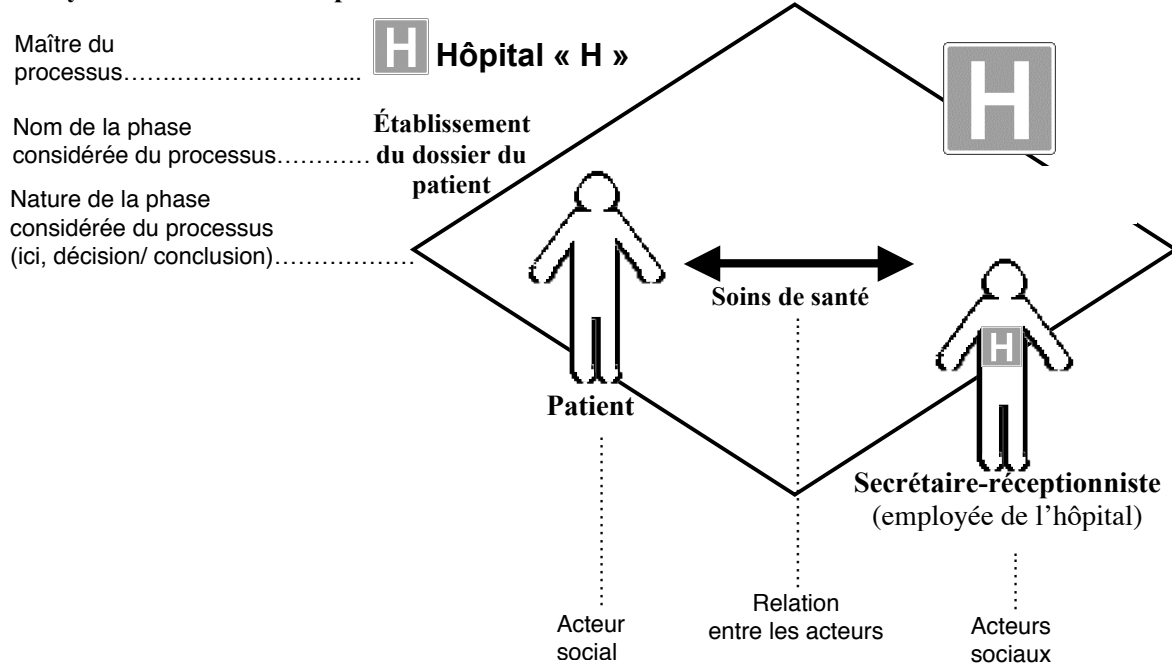 Maître du
processus…….…………………...
H Hôpital « H »
H
Nom de la phase
considérée du processus…………
Établissement
du dossier du
patient
Nature de la phase
considérée du processus
(ici, décision/ conclusion)………………
Soins de santé
H
Patient
Secrétaire-réceptionniste
(employée de l’hôpital)
Acteur
social
Relation
entre les acteurs
Acteurs
sociaux